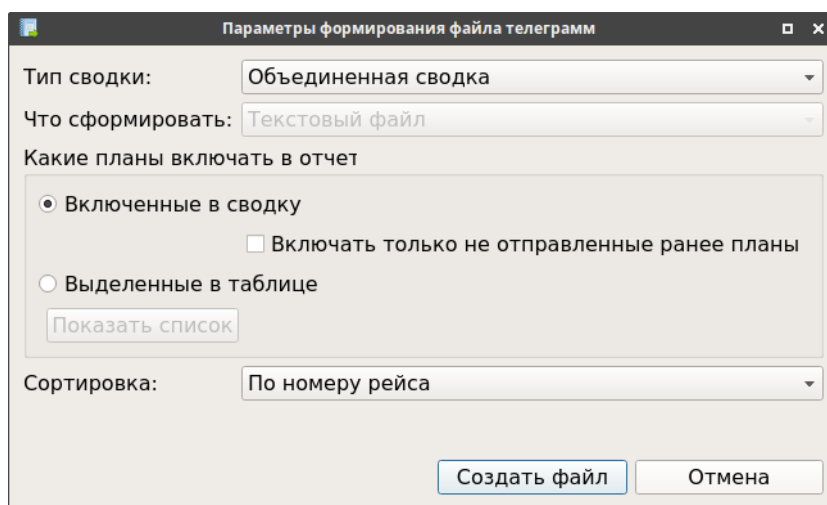 Параметры формирования файла телеграмм
Тип сводки: Объединенная сводка
Что сформировать: Текстовый файл
Какие планы включать в отчет
Включенные в сводку
Включать только не отправленные ранее планы
Выделенные в таблице
Показать список
Сортировка: По номеру рейса
Создать файл Отмена